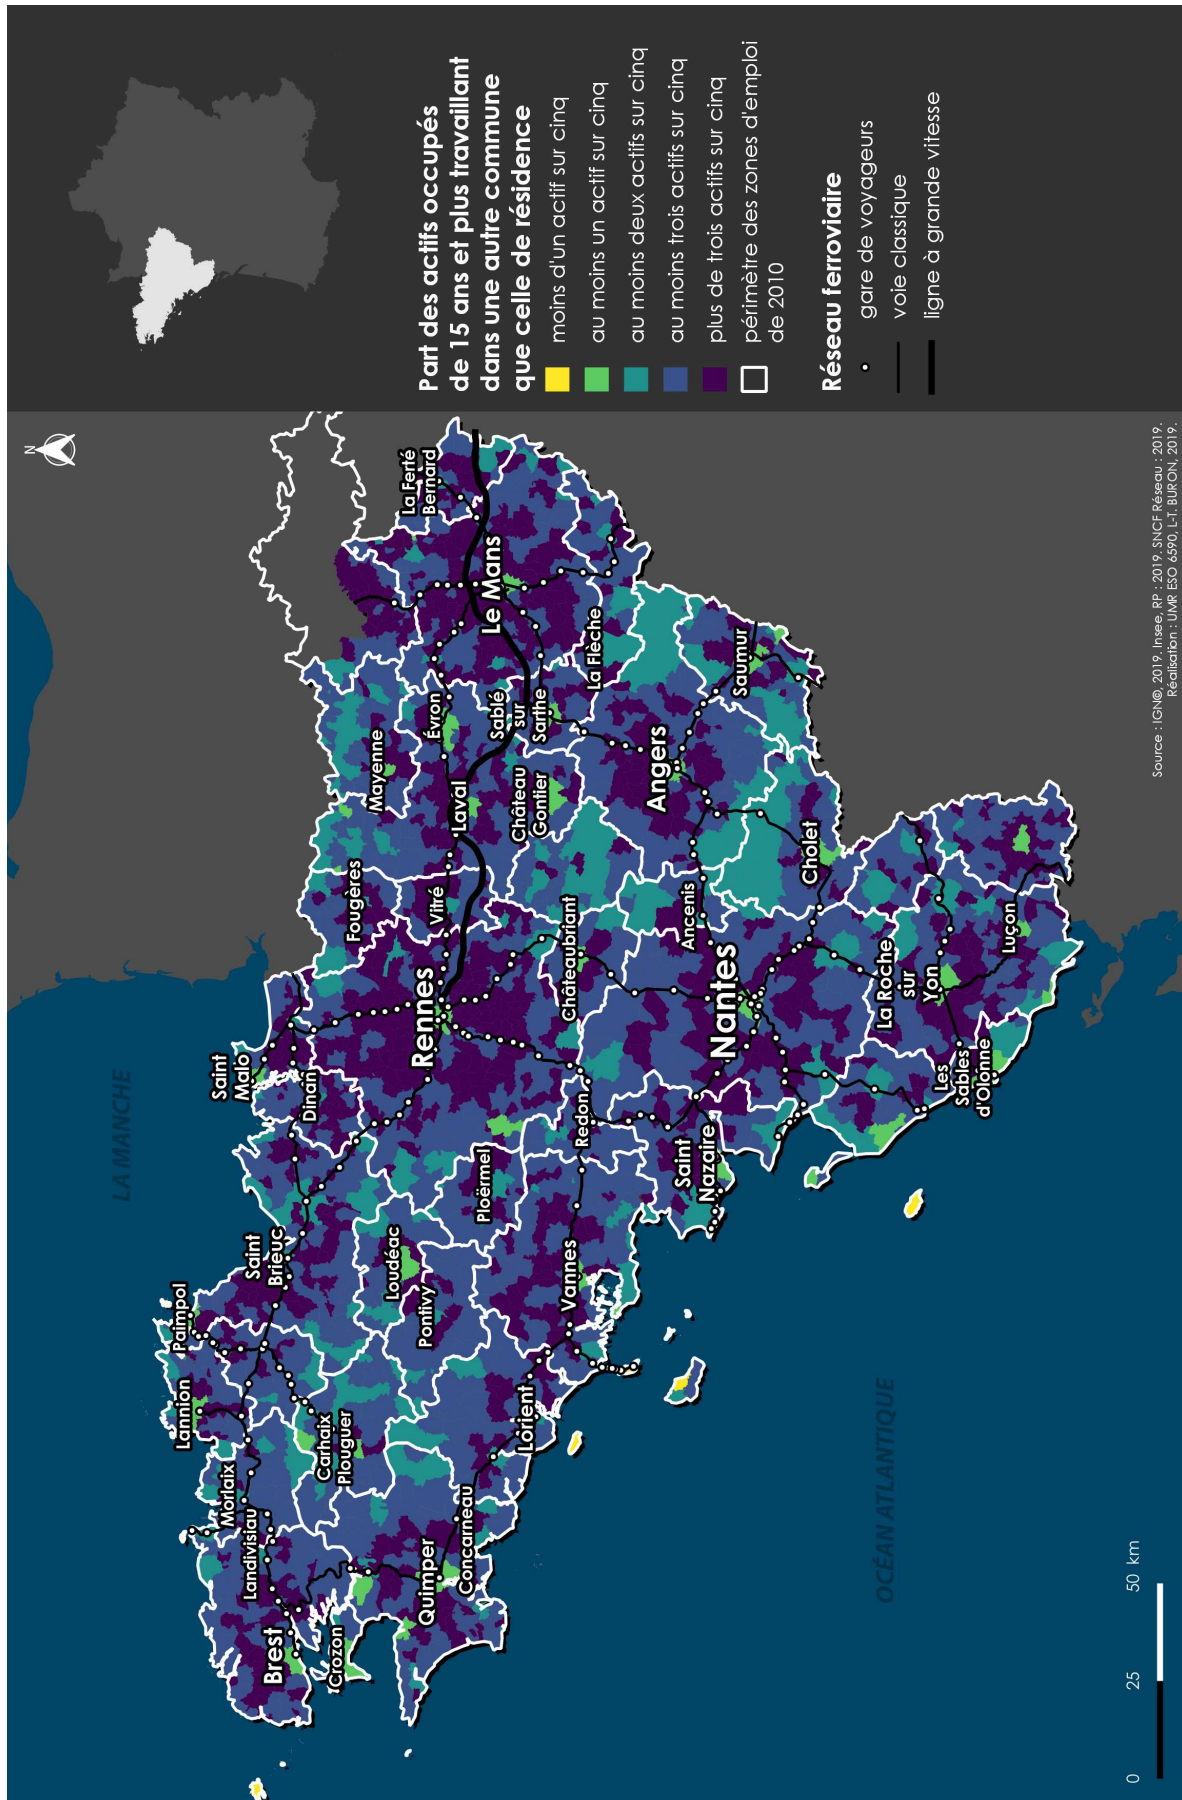 N
LA MANCHE
Paimpol
Lannion
Saint
Malo
Morlaix
Saint
Brieuc
Landivisiau
Brest
Dinan
Carhaix
Plouguer
Crozon
Fougères
Mayenne
Loudéac
Pontivy
Rennes
Vitré
Évron
Laval
La Ferté
Bernard
Quimper
Concarneau
Ploërmel
Le Mans
Sablé
sur
Sarthe
Château
Gontier
Lorient
Vannes
Redon
Châteaubriant
La Flèche
Angers
Ancenis
Saint
Nazaire
Nantes
Saumur
Cholet
La Roche
sur
Yon
Les
Sables
d'Olonne
Luçon
OCÉAN ATLANTIQUE
0 25 50 km
Part des actifs occupés
de 15 ans et plus travaillant
dans une autre commune
que celle de résidence
moins d'un actif sur cinq
au moins un actif sur cinq
au moins deux actifs sur cinq
au moins trois actifs sur cinq
plus de trois actifs sur cinq
périmètre des zones d'emploi
de 2010
Réseau ferroviaire
gare de voyageurs
voie classique
ligne à grande vitesse
Source : IGN©, 2019. Insee, RP : 2019. SNCF Réseau : 2019.
Réalisation : UMR ESO 6590, L-T. BURON, 2019.